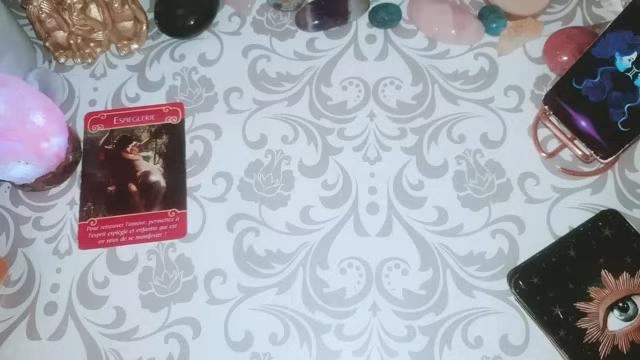 ESPIÈGLERIE
Pour retrouver l'amour, permettez à
l'esprit espiègle et enfantin qui est
en vous de se manifester !